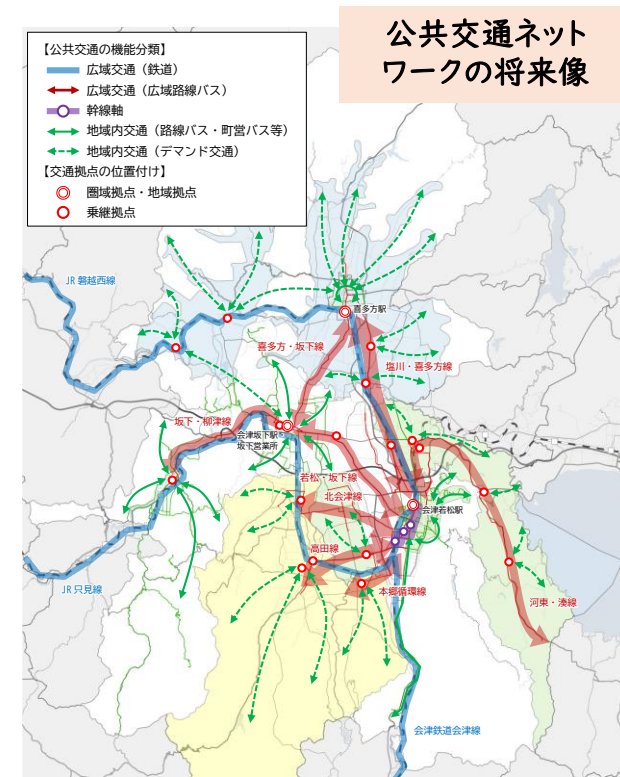 公共交通ネット
ワークの将来像
【公共交通の機能分類】
広域交通（鉄道）
広域交通（広域路線バス）
幹線軸
地域内交通（路線バス・町営バス等）
地域内交通（デマンド交通）
【交通拠点の位置付け】
圏域拠点・地域拠点
乗継拠点
JR 磐越西線
喜多方駅
喜多方・坂下線
塩川・喜多方線
坂下・柳津線
会津坂下駅
坂下営業所
若松・坂下線
北会津線
会津若松駅
高田線
本郷循環線
河東・湊線
JR 只見線
会津鉄道会津線